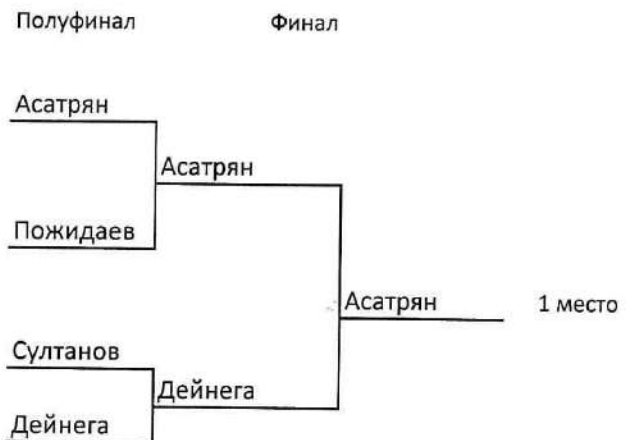 Полуфинал Финал
Асатрян
Асатрян
Пожидаев
Асатрян 1 место
Султанов
Дейнега
Дейнега